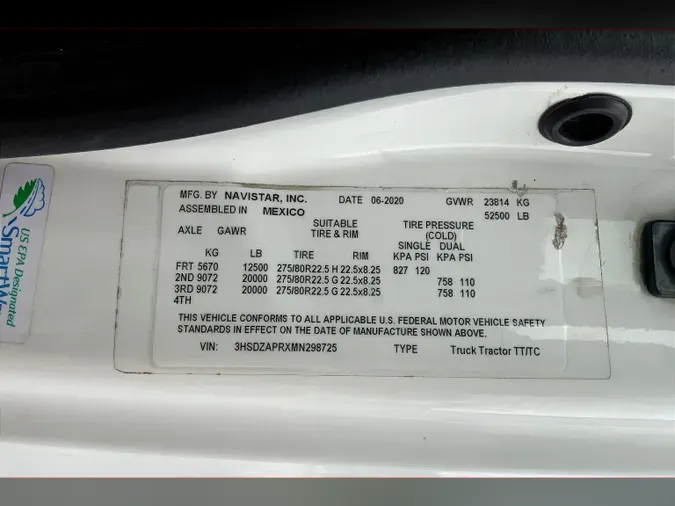 MFG. BY NAVISTAR, INC. DATE 06-2020 GVWR 23814 KG
ASSEMBLED IN MEXICO 52500 LB
AXLE GAWR SUITABLE TIRE & RIM TIRE PRESSURE (COLD)
SINGLE DUAL
KG LB TIRE RIM KPA PSI KPA PSI
FRT 5670 12500 275/80R22.5 H 22.5x8.25 827 120
2ND 9072 20000 275/80R22.5 G 22.5x8.25 758 110
3RD 9072 20000 275/80R22.5 G 22.5x8.25 758 110
4TH
THIS VEHICLE CONFORMS TO ALL APPLICABLE U.S. FEDERAL MOTOR VEHICLE SAFETY
STANDARDS IN EFFECT ON THE DATE OF MANUFACTURE SHOWN ABOVE.
VIN: 3HSDZAPRXMN298725 TYPE Truck Tractor TT/TC
US EPA Designated